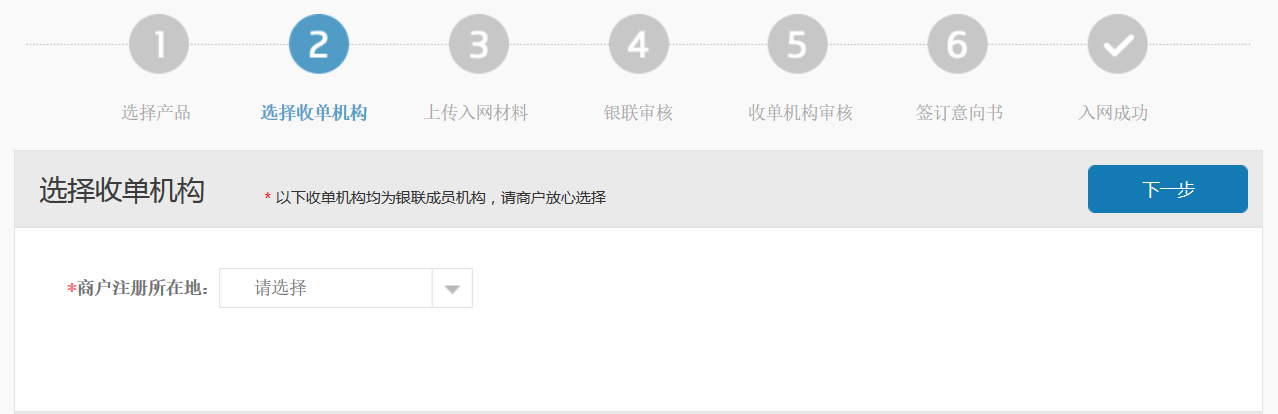 1 2 3 4 5 6
选择产品 选择收单机构 上传入网材料 银联审核 收单机构审核 签订意向书 入网成功
选择收单机构 * 以下收单机构均为银联成员机构，请商户放心选择 下一步
*商户注册所在地: 请选择